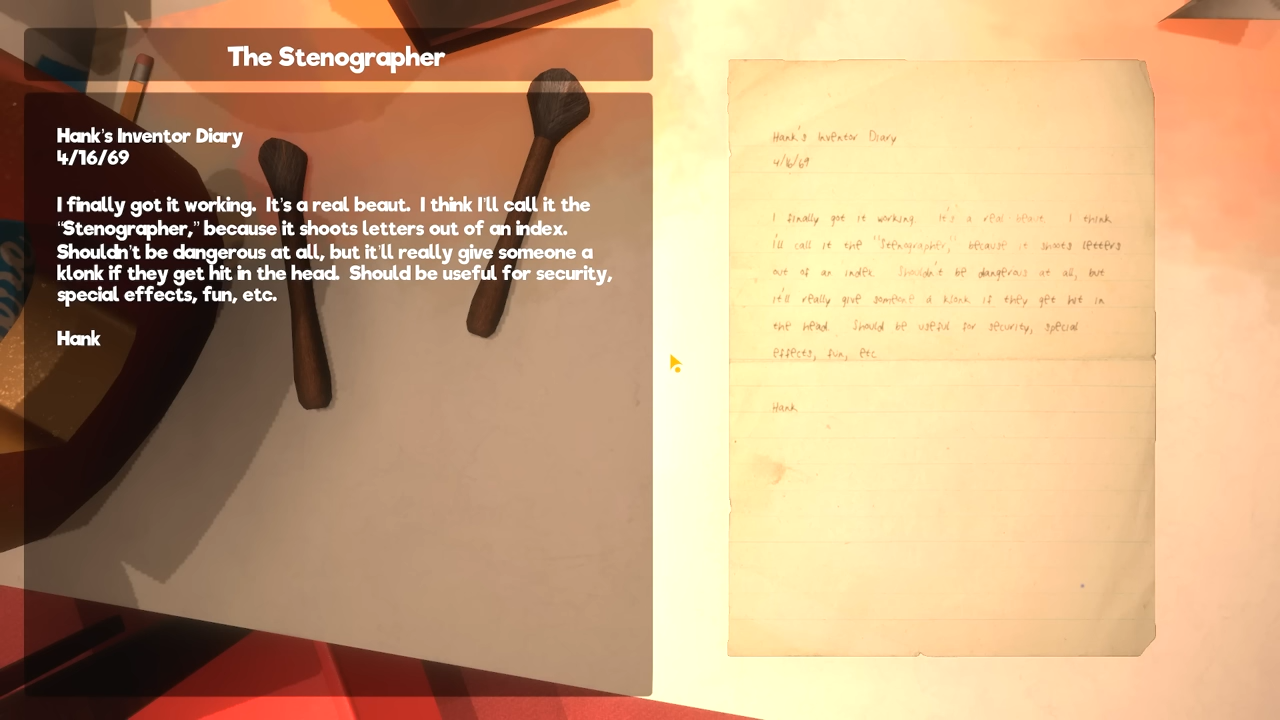 The Stenographer
Hank's Inventor Diary
4/16/69
I finally got it working.  It's a real beaut.  I think I'll call it the
“Stenographer,” because it shoots letters out of an index.
Shouldn't be dangerous at all, but it'll really give someone a
klonk if they get hit in the head.  Should be useful for security,
special effects, fun, etc.
Hank
Hank's Inventor Diary
4/16/69
I finally got it working.  It's a real beaut.  I think
I'll call it the "Stenographer," because it shoots letters
out of an index.  Shouldn't be dangerous at all, but
it'll really give someone a klonk if they get hit in
the head.  Should be useful for security, special
effects, fun, etc.
Hank